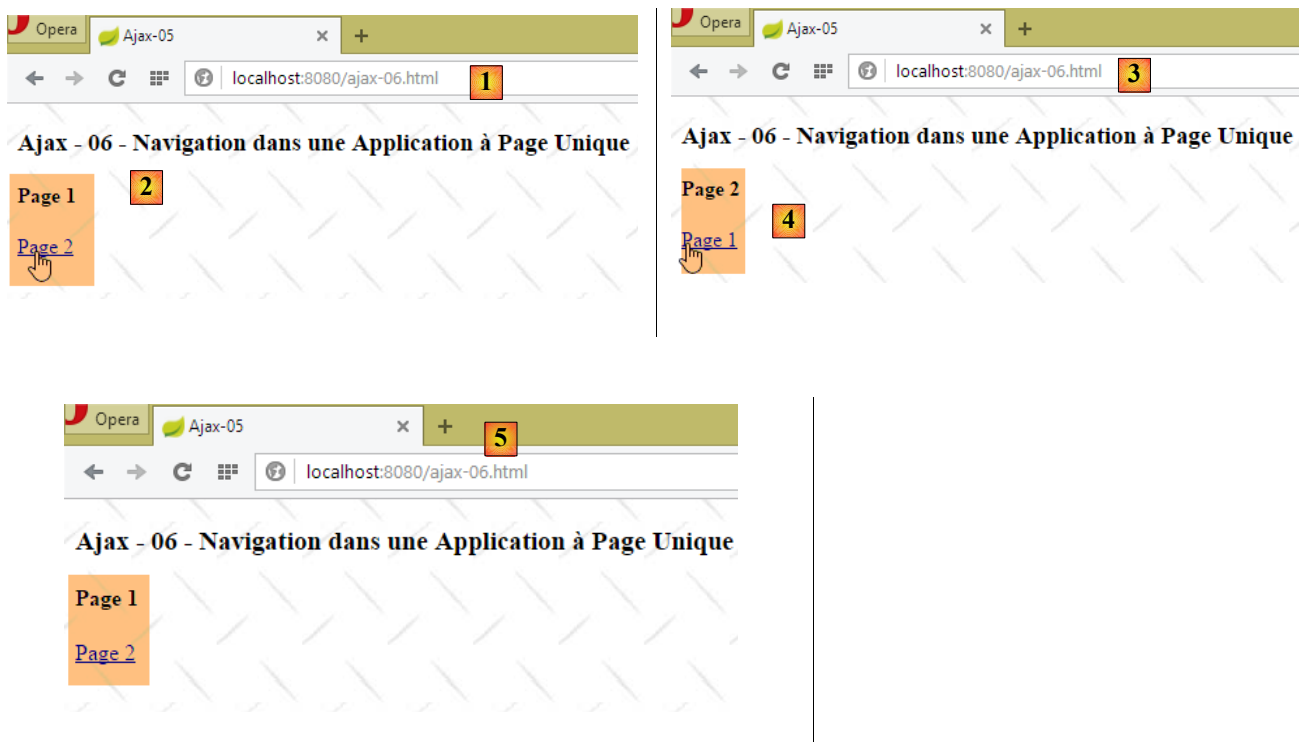 Opera
Ajax-05
localhost:8080/ajax-06.html
1
Ajax - 06 - Navigation dans une Application à Page Unique
2
Page 1
Page 2
Opera
Ajax-05
localhost:8080/ajax-06.html
3
Ajax - 06 - Navigation dans une Application à Page Unique
Page 2
4
Page 1
Opera
Ajax-05
5
localhost:8080/ajax-06.html
Ajax - 06 - Navigation dans une Application à Page Unique
Page 1
Page 2